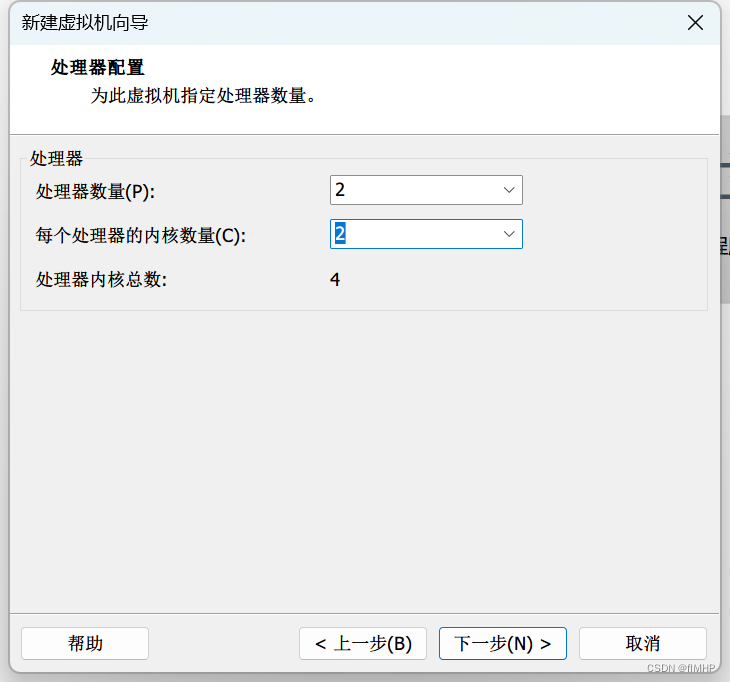 新建虚拟机向导
处理器配置
为此虚拟机指定处理器数量。
处理器
处理器数量(P):
2
每个处理器的内核数量(C):
2
处理器内核总数:
4
帮助
< 上一步(B)
下一步(N) >
取消
CSDN @flMHP